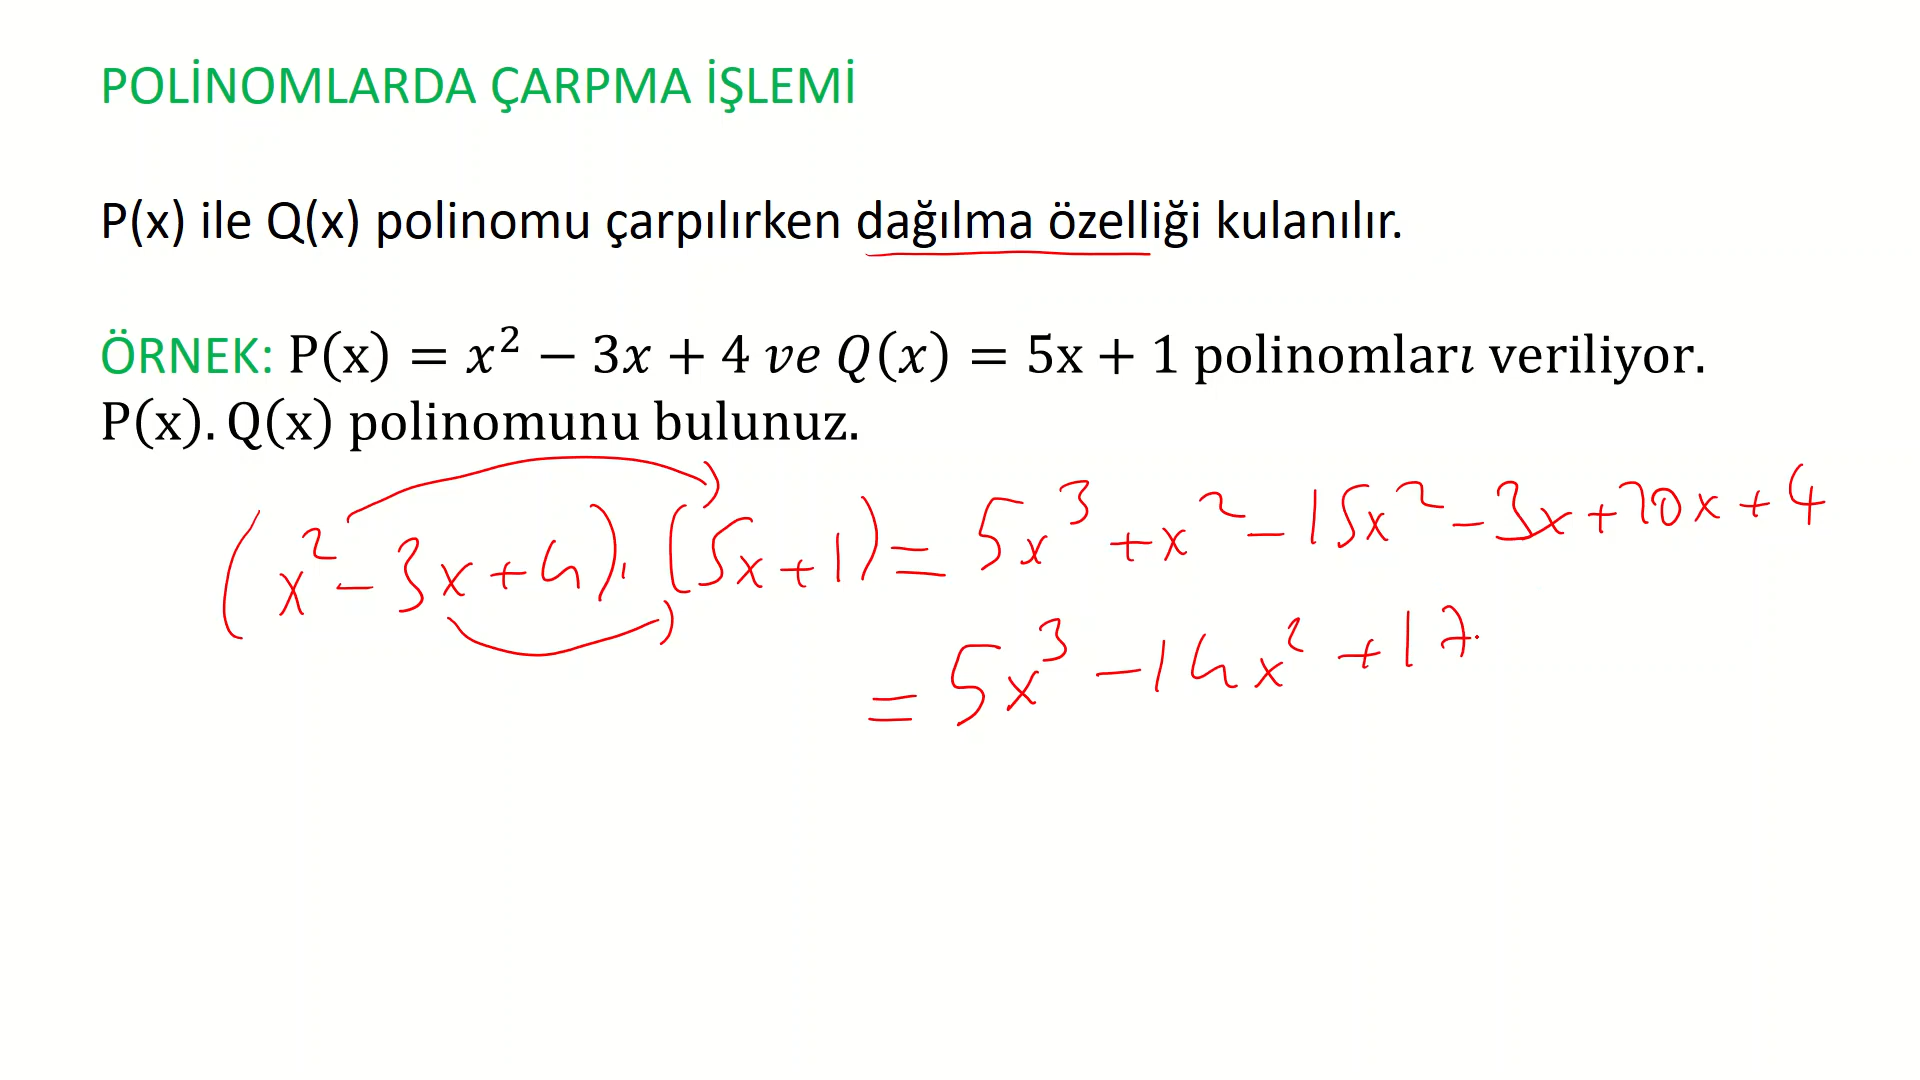 POLİNOMLARDA ÇARPMA İŞLEMİ
P(x) ile Q(x) polinomu çarpılırken dağılma özelliği kulanılır.
ÖRNEK: P(x) = x² − 3x + 4 ve Q(x) = 5x + 1 polinomları veriliyor.
P(x). Q(x) polinomunu bulunuz.
(x² − 3x + 4) . (5x + 1) = 5x³ + x² − 15x² − 3x + 20x + 4
= 5x³ − 14x² + 17